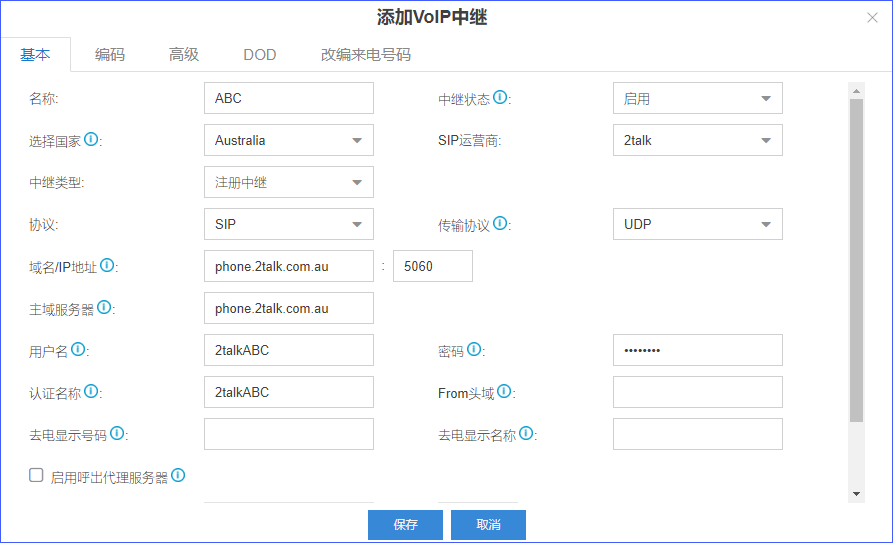 添加VoIP中继
基本 编码 高级 DOD 改编来电号码
名称: ABC 中继状态: 启用
选择国家: Australia SIP运营商: 2talk
中继类型: 注册中继
协议: SIP 传输协议: UDP
域名/IP地址: phone.2talk.com.au : 5060
主域服务器: phone.2talk.com.au
用户名: 2talkABC 密码: ••••••••
认证名称: 2talkABC From头域:
去电显示号码: 去电显示名称:
启用呼出代理服务器
保存 取消